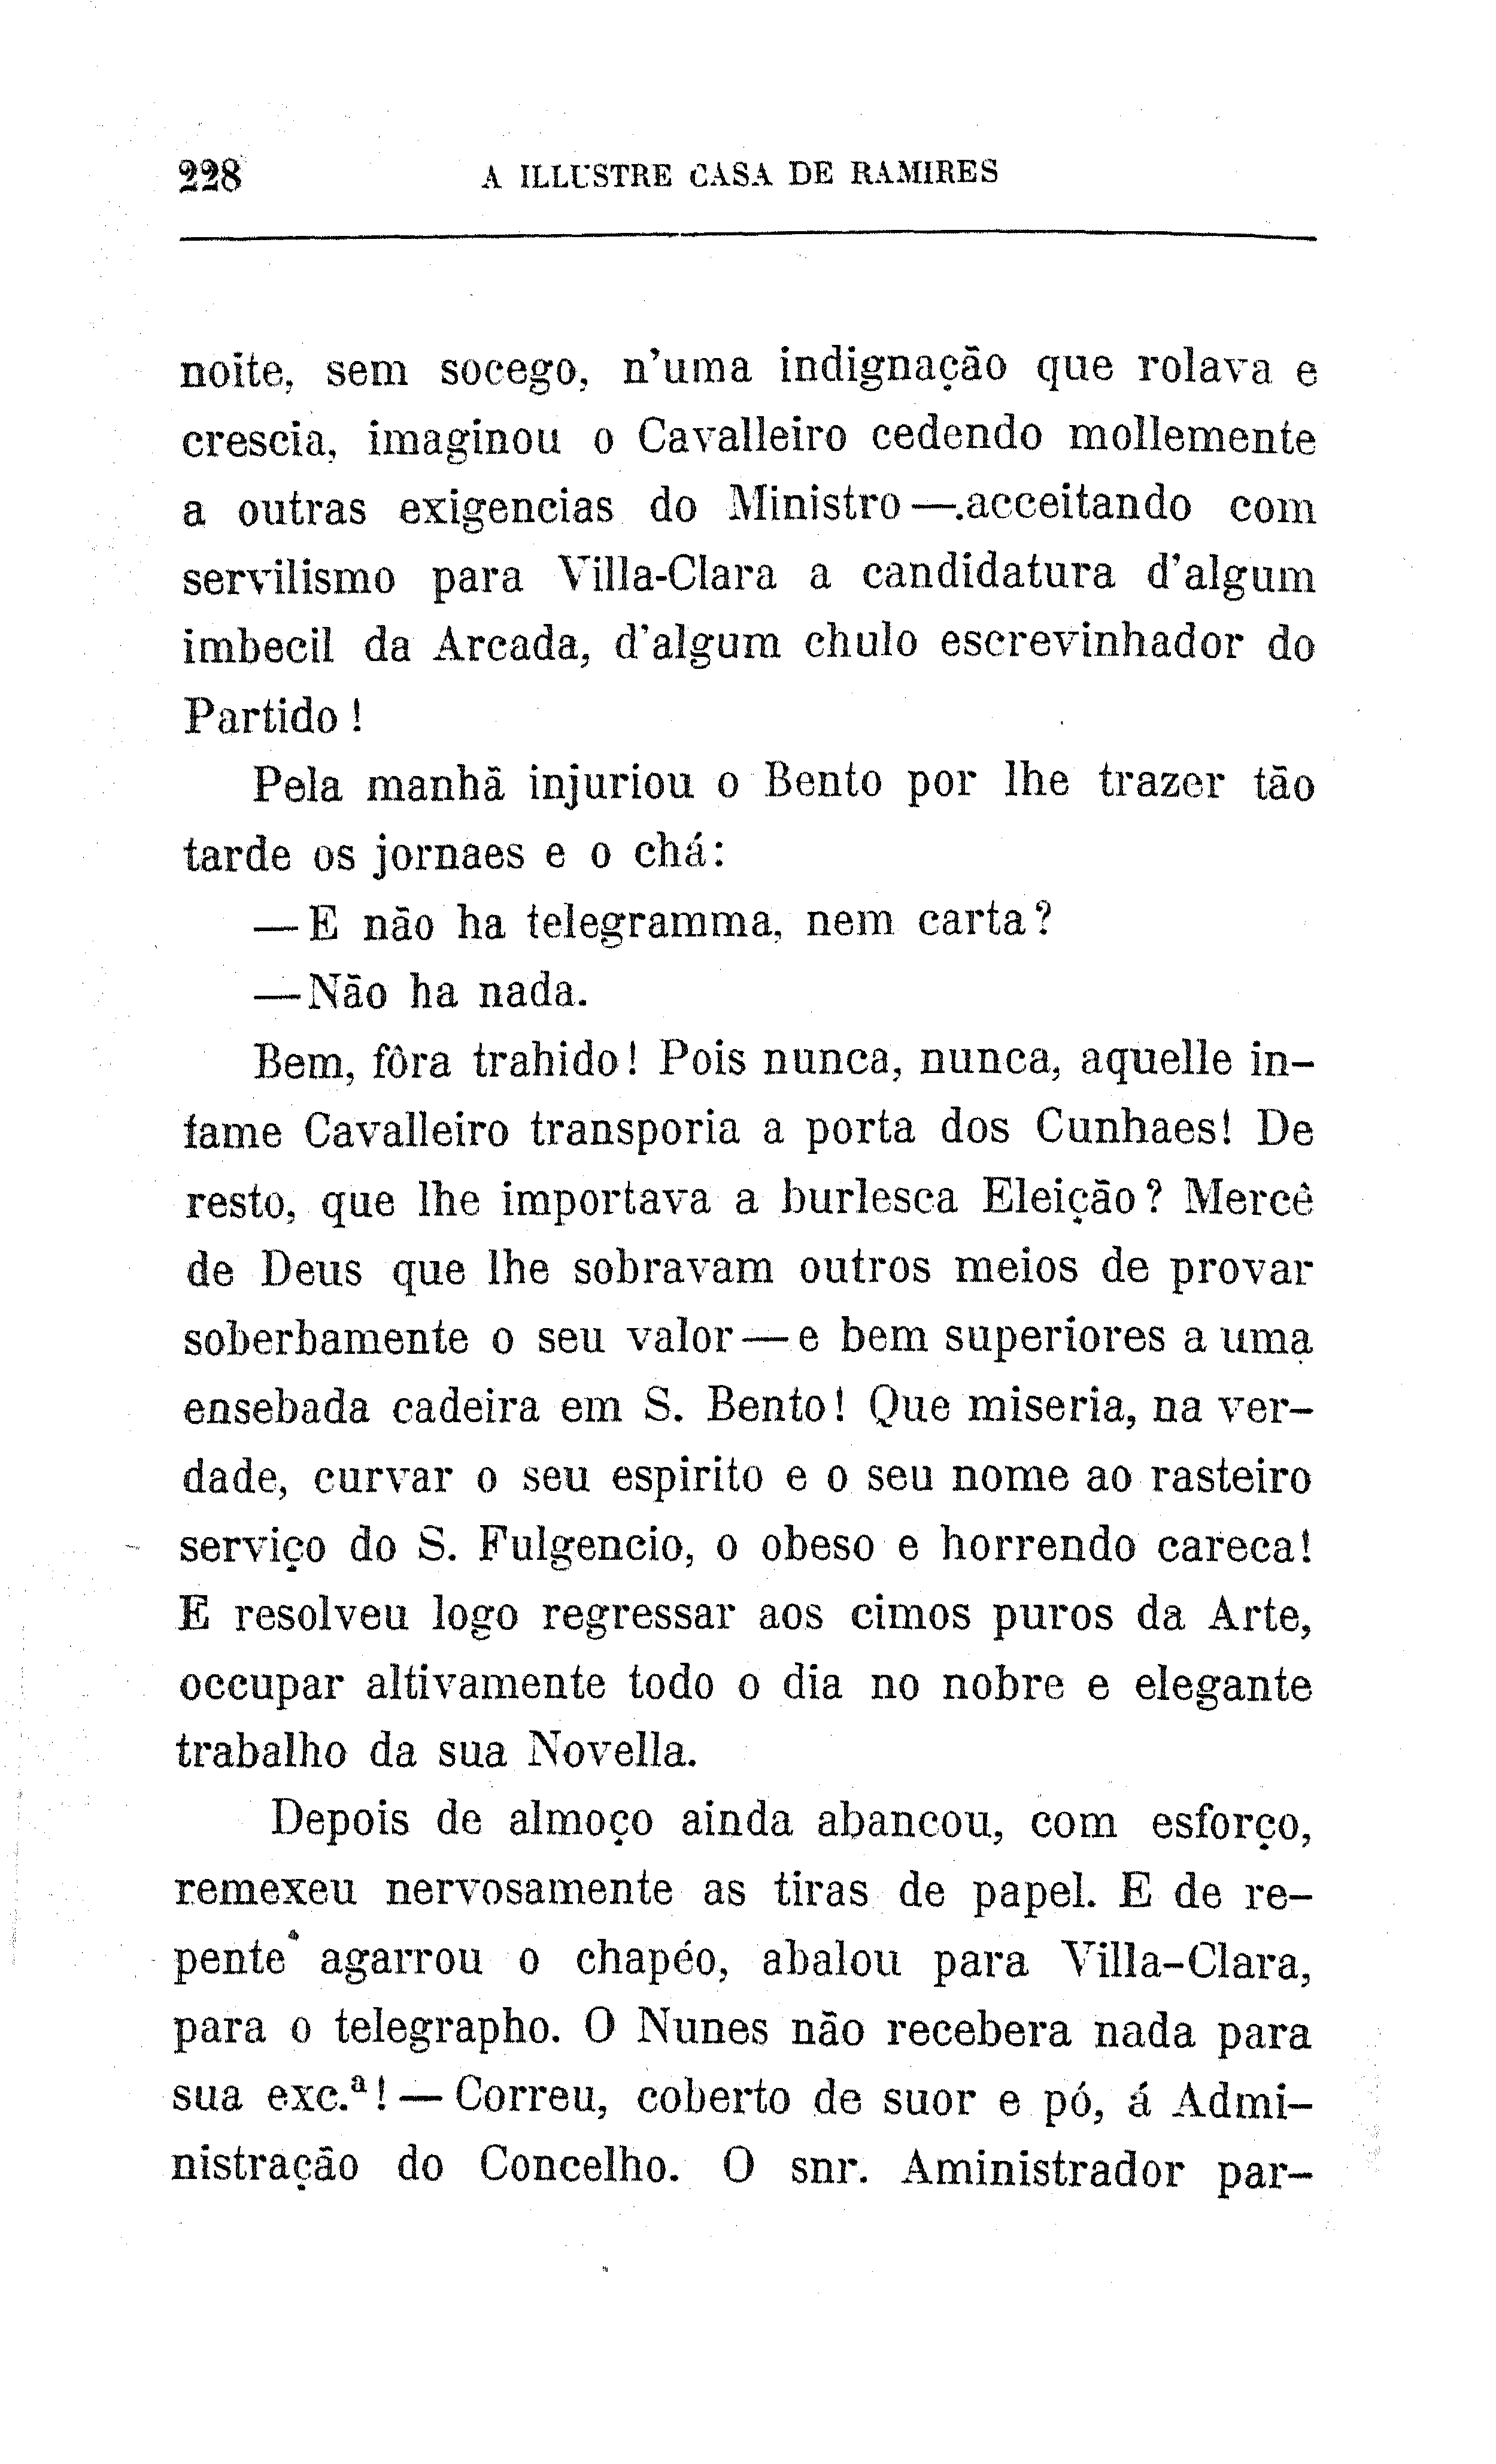 228 A ILLUSTRE CASA DE RAMIRES
noite, sem socego, n'uma indignação que rolava e
crescia, imaginou o Cavalleiro cedendo mollemente
a outras exigencias do Ministro—.acceitando com
servilismo para Villa-Clara a candidatura d'algum
imbecil da Arcada, d'algum chulo escrevinhador do
Partido!
Pela manhã injuriou o Bento por lhe trazer tão
tarde os jornaes e o chá:
—E não ha telegramma, nem carta?
—Não ha nada.
Bem, fôra trahido! Pois nunca, nunca, aquelle in-
fame Cavalleiro transporia a porta dos Cunhaes! De
resto, que lhe importava a burlesca Eleição? Mercê
de Deus que lhe sobravam outros meios de provar
soberbamente o seu valor—e bem superiores a uma
ensebada cadeira em S. Bento! Que miseria, na ver-
dade, curvar o seu espirito e o seu nome ao rasteiro
serviço do S. Fulgencio, o obeso e horrendo careca!
E resolveu logo regressar aos cimos puros da Arte,
occupar altivamente todo o dia no nobre e elegante
trabalho da sua Novella.
Depois de almoço ainda abancou, com esforço,
remexeu nervosamente as tiras de papel. E de re-
pente agarrou o chapéo, abalou para Villa-Clara,
para o telegrapho. O Nunes não recebera nada para
sua exc.ª!—Correu, coberto de suor e pó, á Admi-
nistração do Concelho. O snr. Aministrador par-